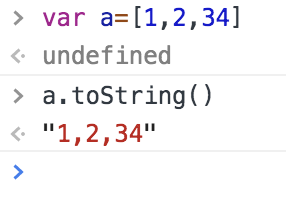 > var a=[1,2,34]
<· undefined
> a.toString()
<· "1,2,34"
>